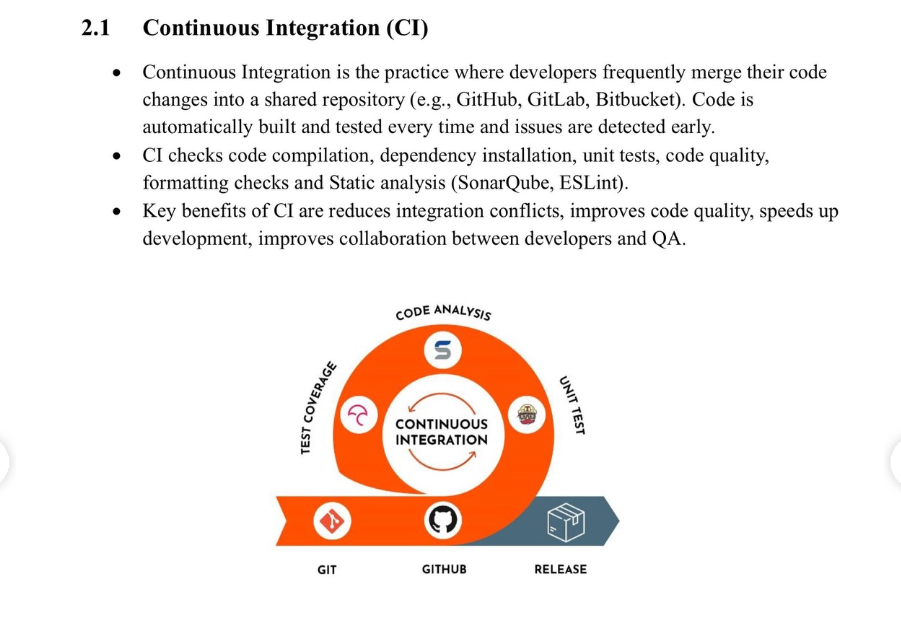 2.1 Continuous Integration (CI)
• Continuous Integration is the practice where developers frequently merge their code
changes into a shared repository (e.g., GitHub, GitLab, Bitbucket). Code is
automatically built and tested every time and issues are detected early.
• CI checks code compilation, dependency installation, unit tests, code quality,
formatting checks and Static analysis (SonarQube, ESLint).
• Key benefits of CI are reduces integration conflicts, improves code quality, speeds up
development, improves collaboration between developers and QA.
CODE ANALYSIS
TEST COVERAGE
UNIT TEST
CONTINUOUS
INTEGRATION
GIT
GITHUB
RELEASE